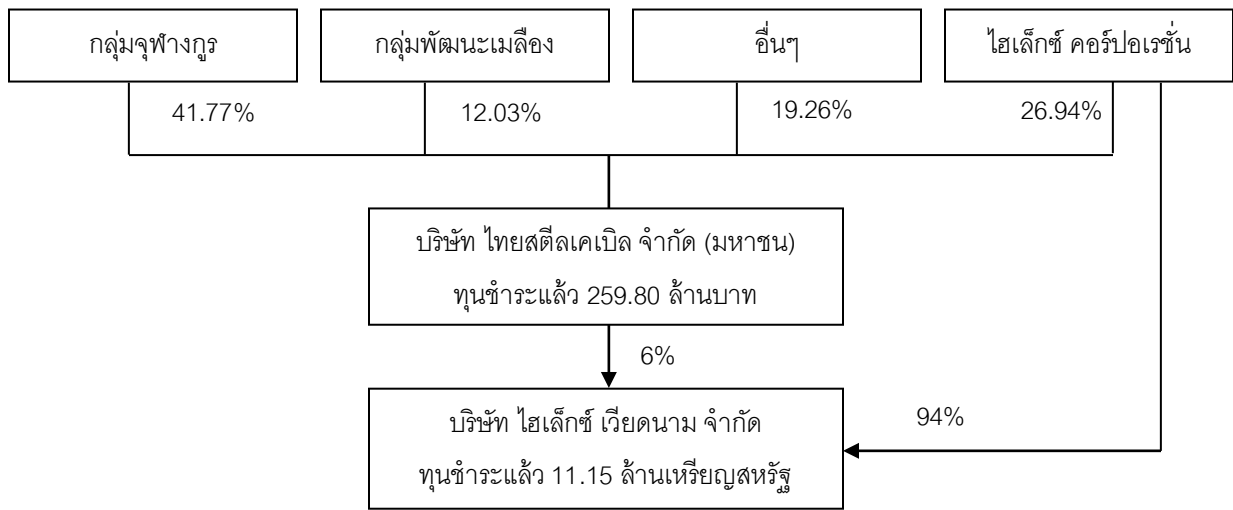 กลุ่มจุฬางกูร
กลุ่มพัฒนะเมลือง
อื่นๆ
ไฮเล็กซ์ คอร์ปอเรชั่น
41.77%
12.03%
19.26%
26.94%
บริษัท ไทยสตีลเคเบิล จำกัด (มหาชน)
ทุนชำระแล้ว 259.80 ล้านบาท
6%
บริษัท ไฮเล็กซ์ เวียดนาม จำกัด
ทุนชำระแล้ว 11.15 ล้านเหรียญสหรัฐ
94%